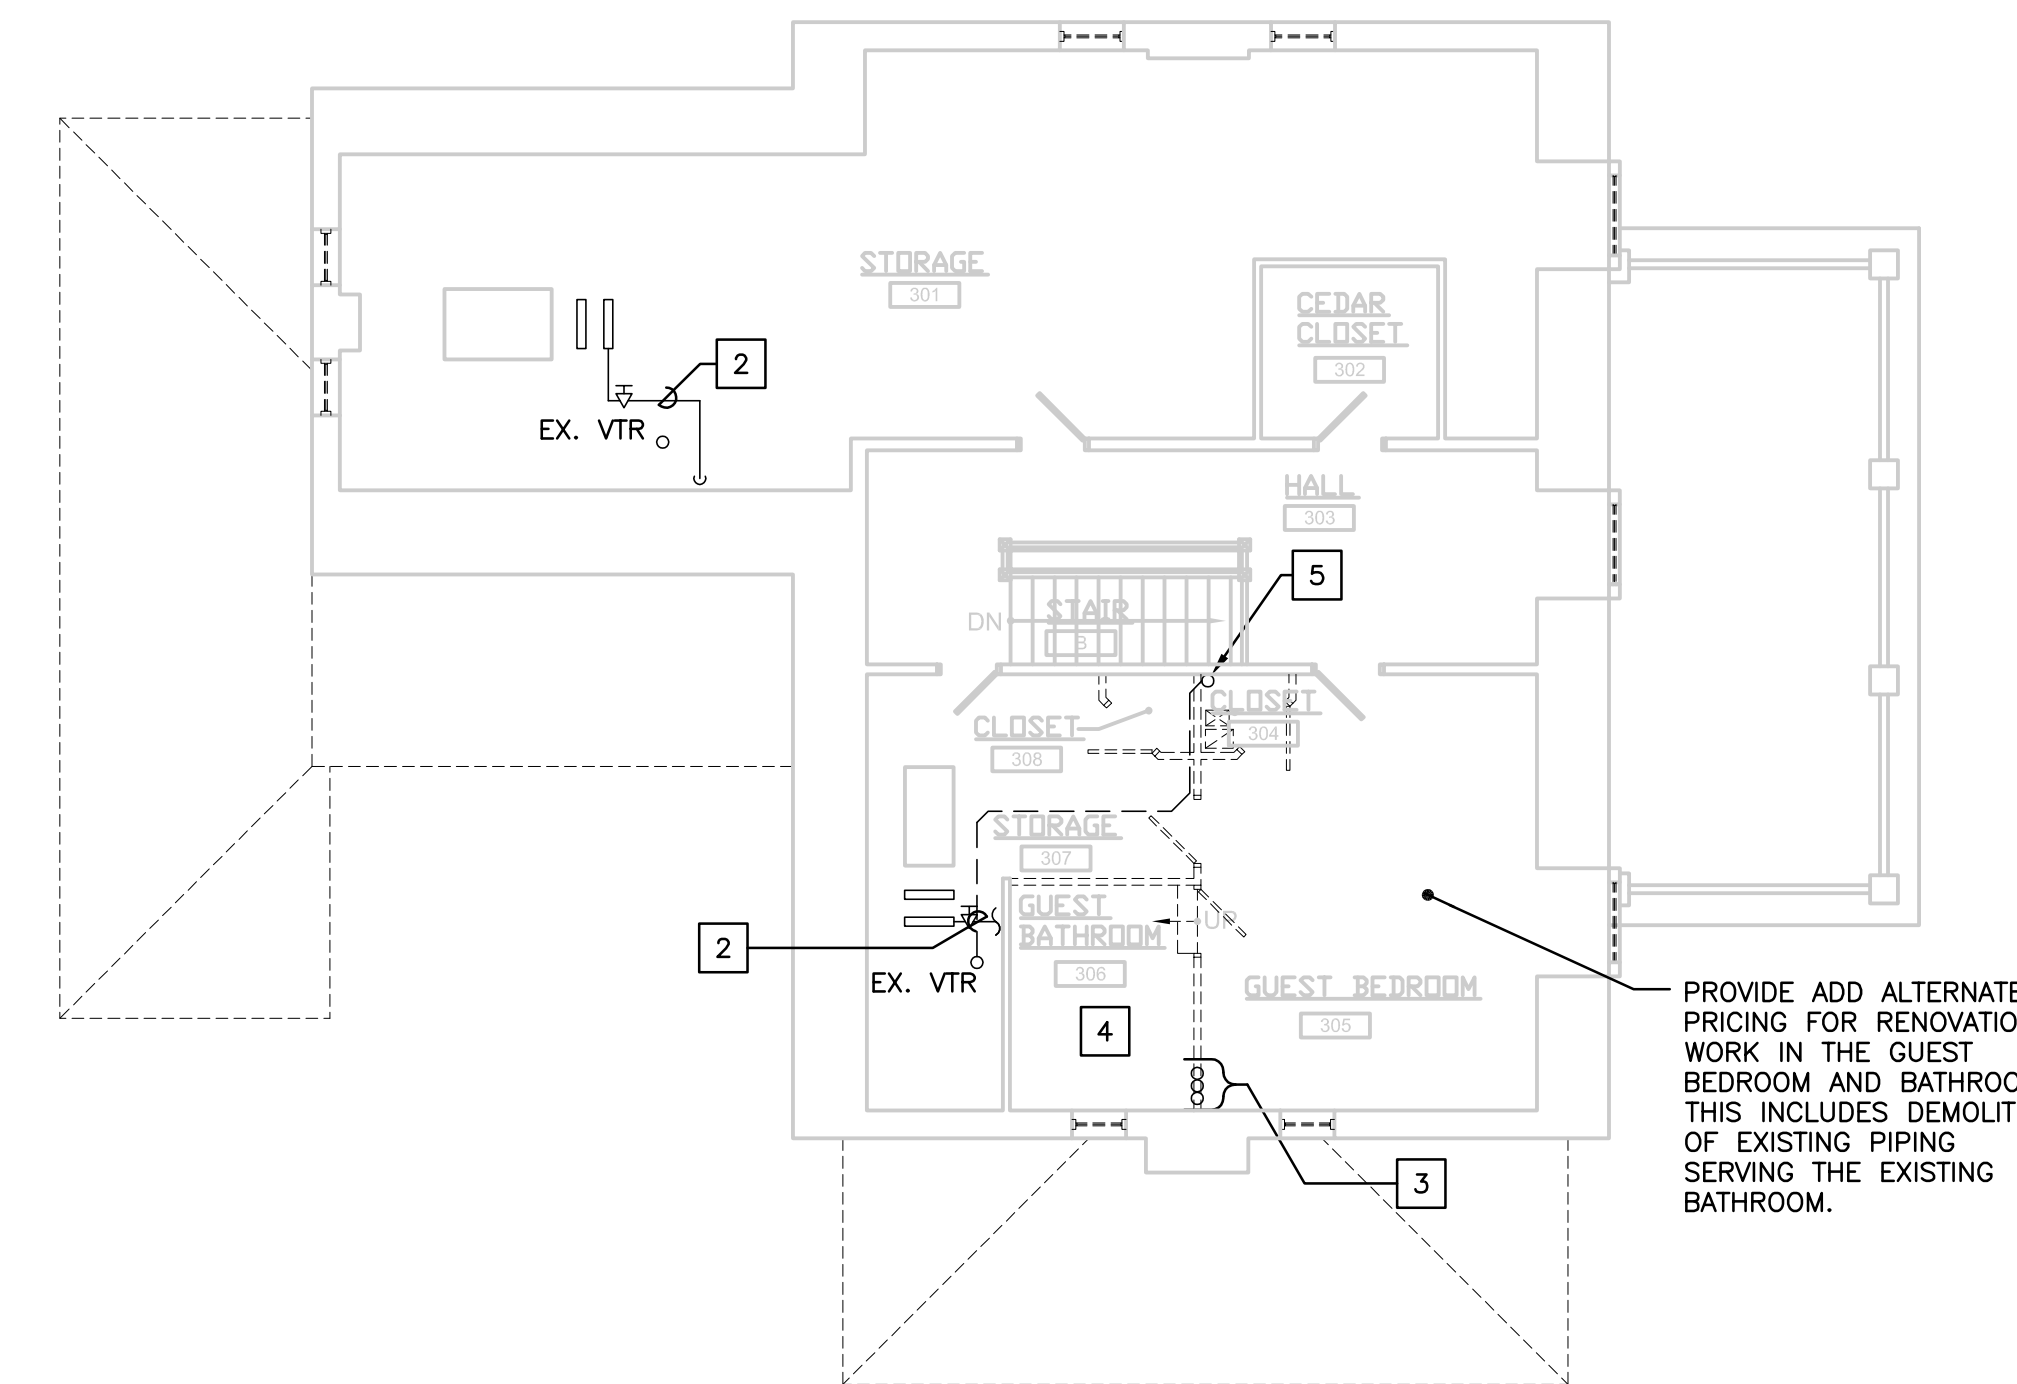 STORAGE
301
CEDAR
CLOSET
302
2
EX. VTR
HALL
303
5
DN
STAIR
B
CLOSET
304
CLOSET
308
STORAGE
307
GUEST
BATHROOM
306
UP
2
EX. VTR
4
GUEST BEDROOM
305
3
PROVIDE ADD ALTERNATE
PRICING FOR RENOVATIO
WORK IN THE GUEST
BEDROOM AND BATHROO
THIS INCLUDES DEMOLIT
OF EXISTING PIPING
SERVING THE EXISTING
BATHROOM.